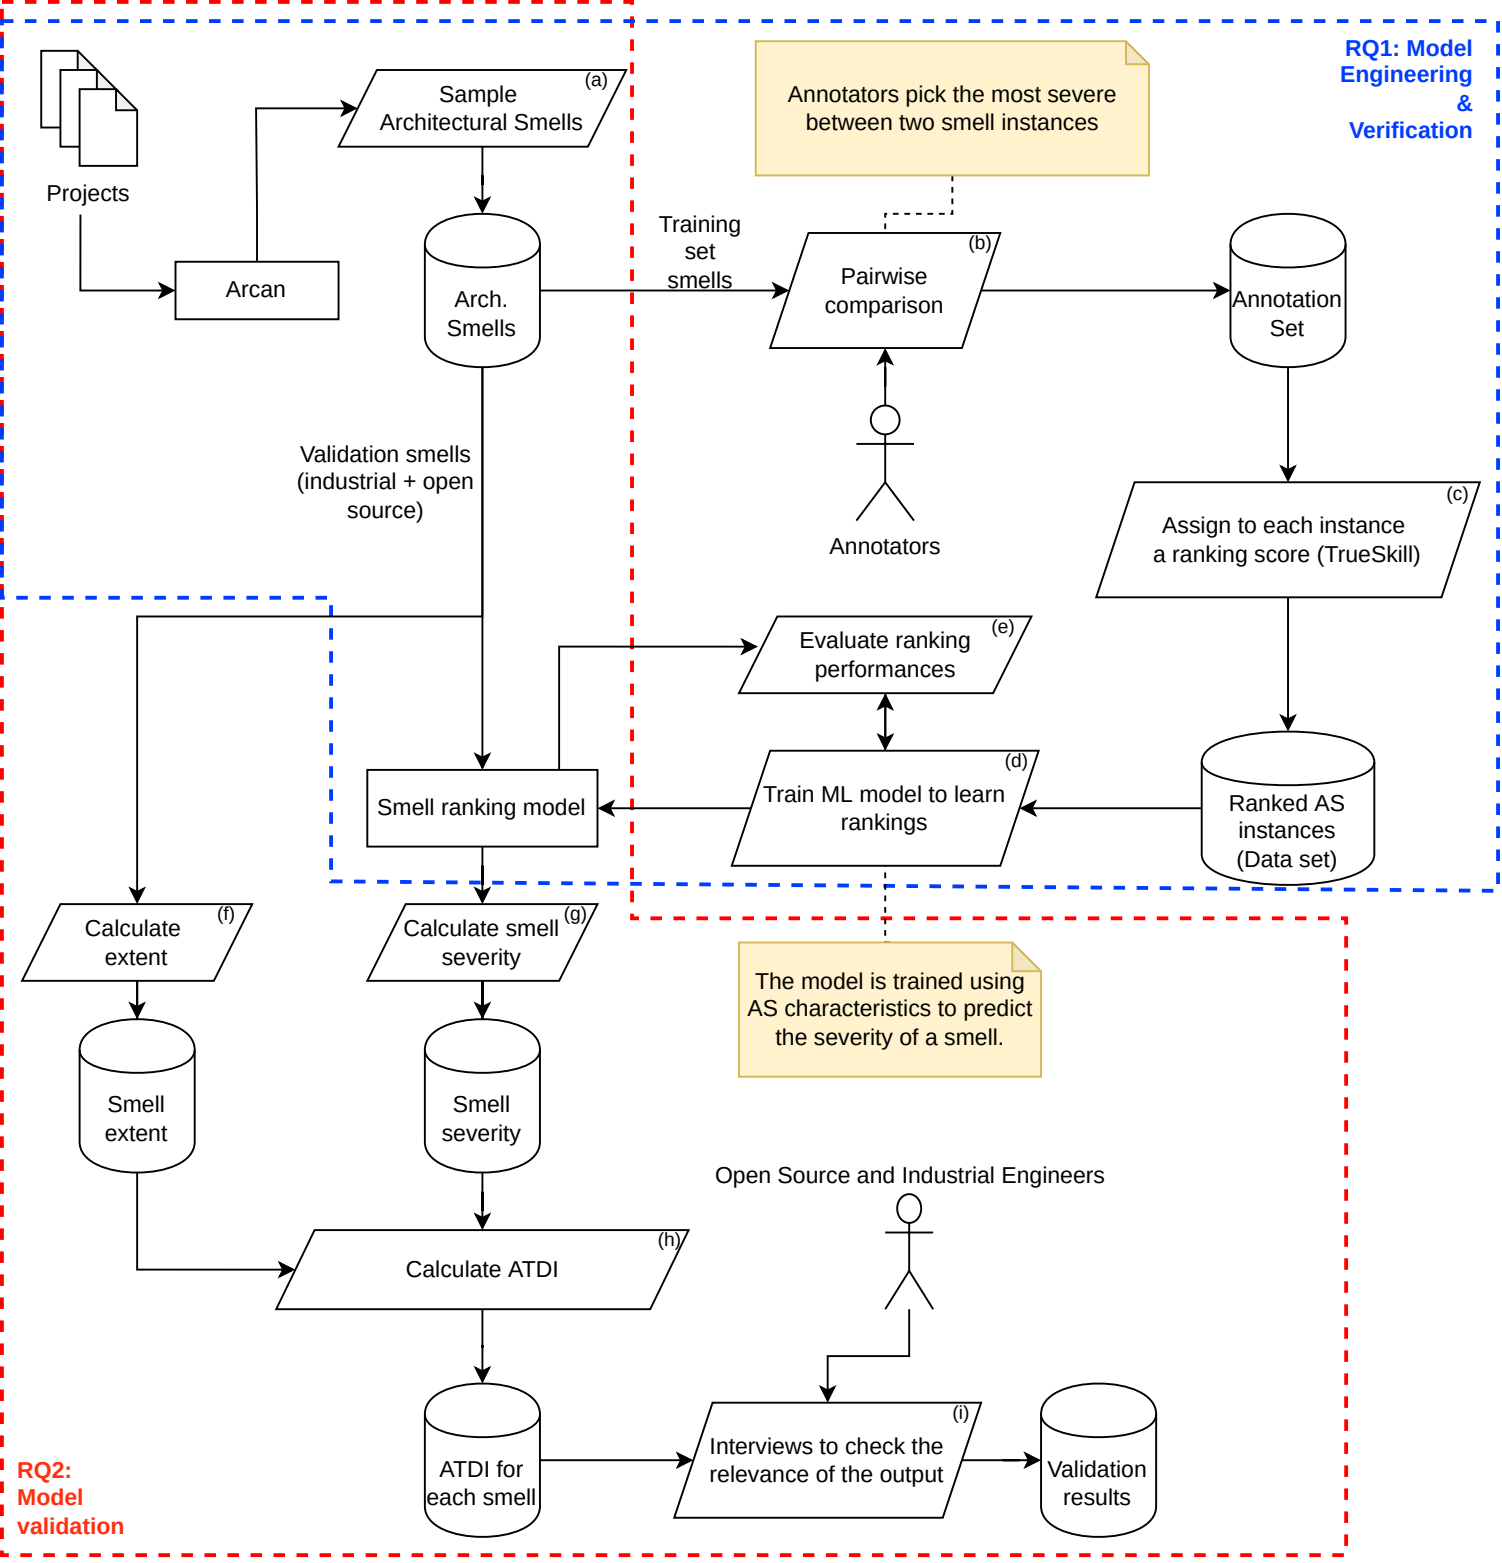 RQ1: Model
Engineering
&
Verification
Projects
Arcan
(a)
Sample
Architectural Smells
Arch.
Smells
Annotators pick the most severe
between two smell instances
Training
set
smells
(b)
Pairwise
comparison
Annotation
Set
Annotators
Validation smells
(industrial + open
source)
(c)
Assign to each instance
a ranking score (TrueSkill)
(e)
Evaluate ranking
performances
(d)
Train ML model to learn
rankings
Smell ranking model
Ranked AS
instances
(Data set)
(f)
Calculate
extent
(g)
Calculate smell
severity
The model is trained using
AS characteristics to predict
the severity of a smell.
Smell
extent
Smell
severity
Open Source and Industrial Engineers
(h)
Calculate ATDI
ATDI for
each smell
(i)
Interviews to check the
relevance of the output
Validation
results
RQ2:
Model
validation